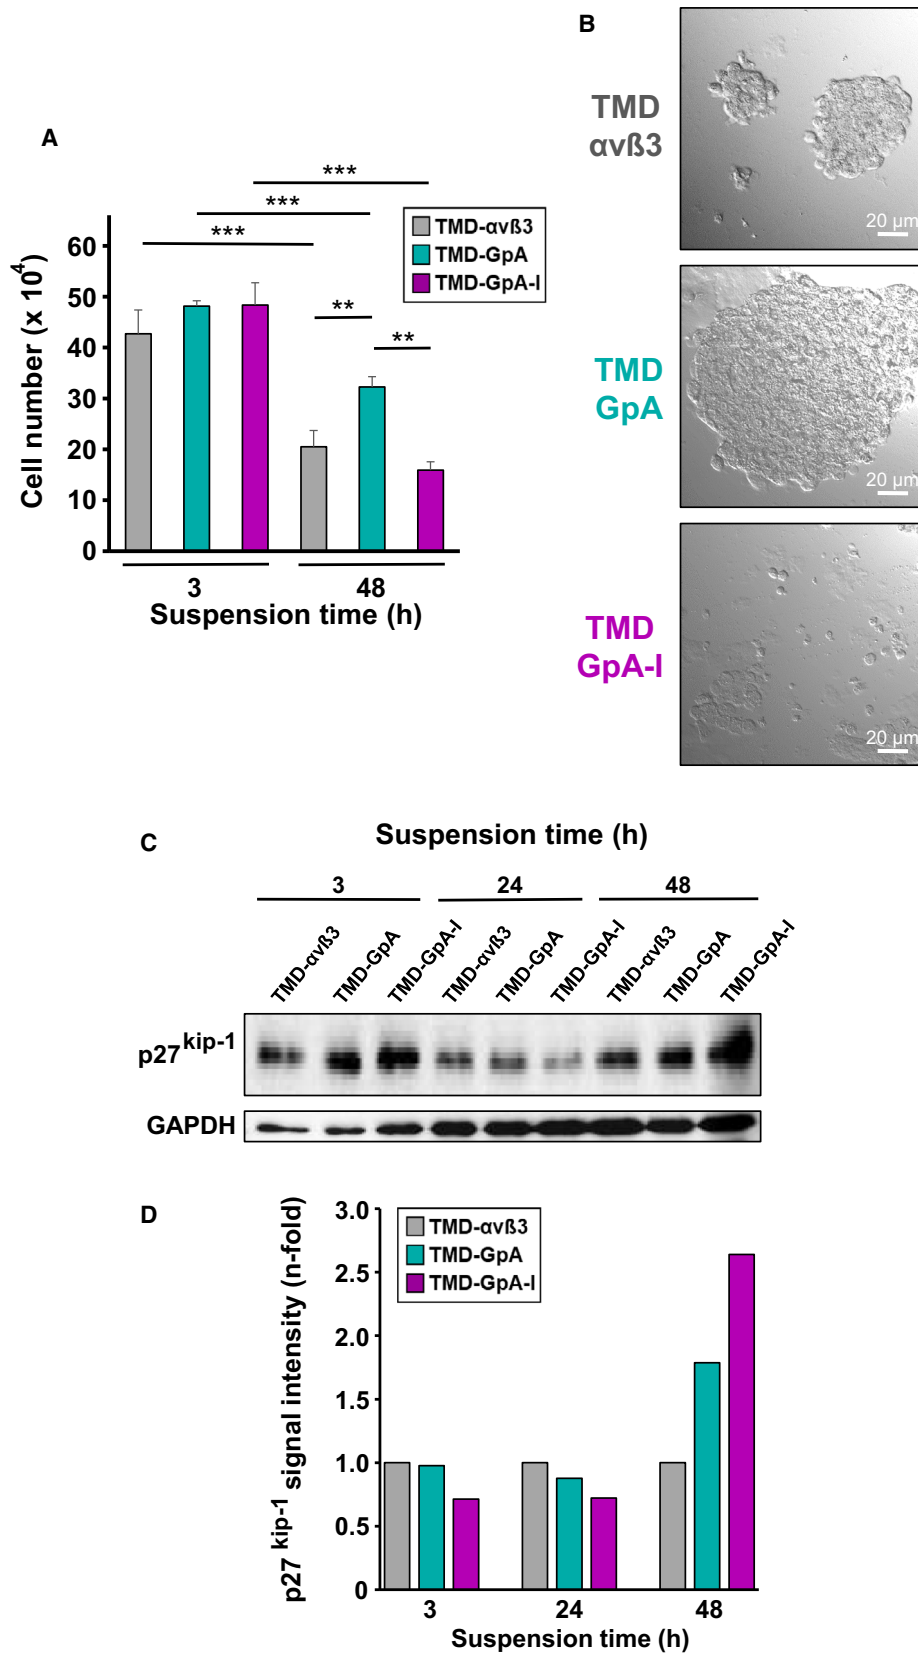 A
***
***
***
**
**
TMD-αvß3
TMD-GpA
TMD-GpA-I
Cell number (x 10⁴)
60
50
40
30
20
10
0
3
48
Suspension time (h)
B
TMD
αvß3
20 µm
TMD
GpA
20 µm
TMD
GpA-I
20 µm
C
Suspension time (h)
3
24
48
TMD-αvß3
TMD-GpA
TMD-GpA-I
TMD-αvß3
TMD-GpA
TMD-GpA-I
TMD-αvß3
TMD-GpA
TMD-GpA-I
p27 kip-1
GAPDH
D
p27 kip-1 signal intensity (n-fold)
3.0
2.5
2.0
1.5
1.0
0.5
0
TMD-αvß3
TMD-GpA
TMD-GpA-I
3
24
48
Suspension time (h)